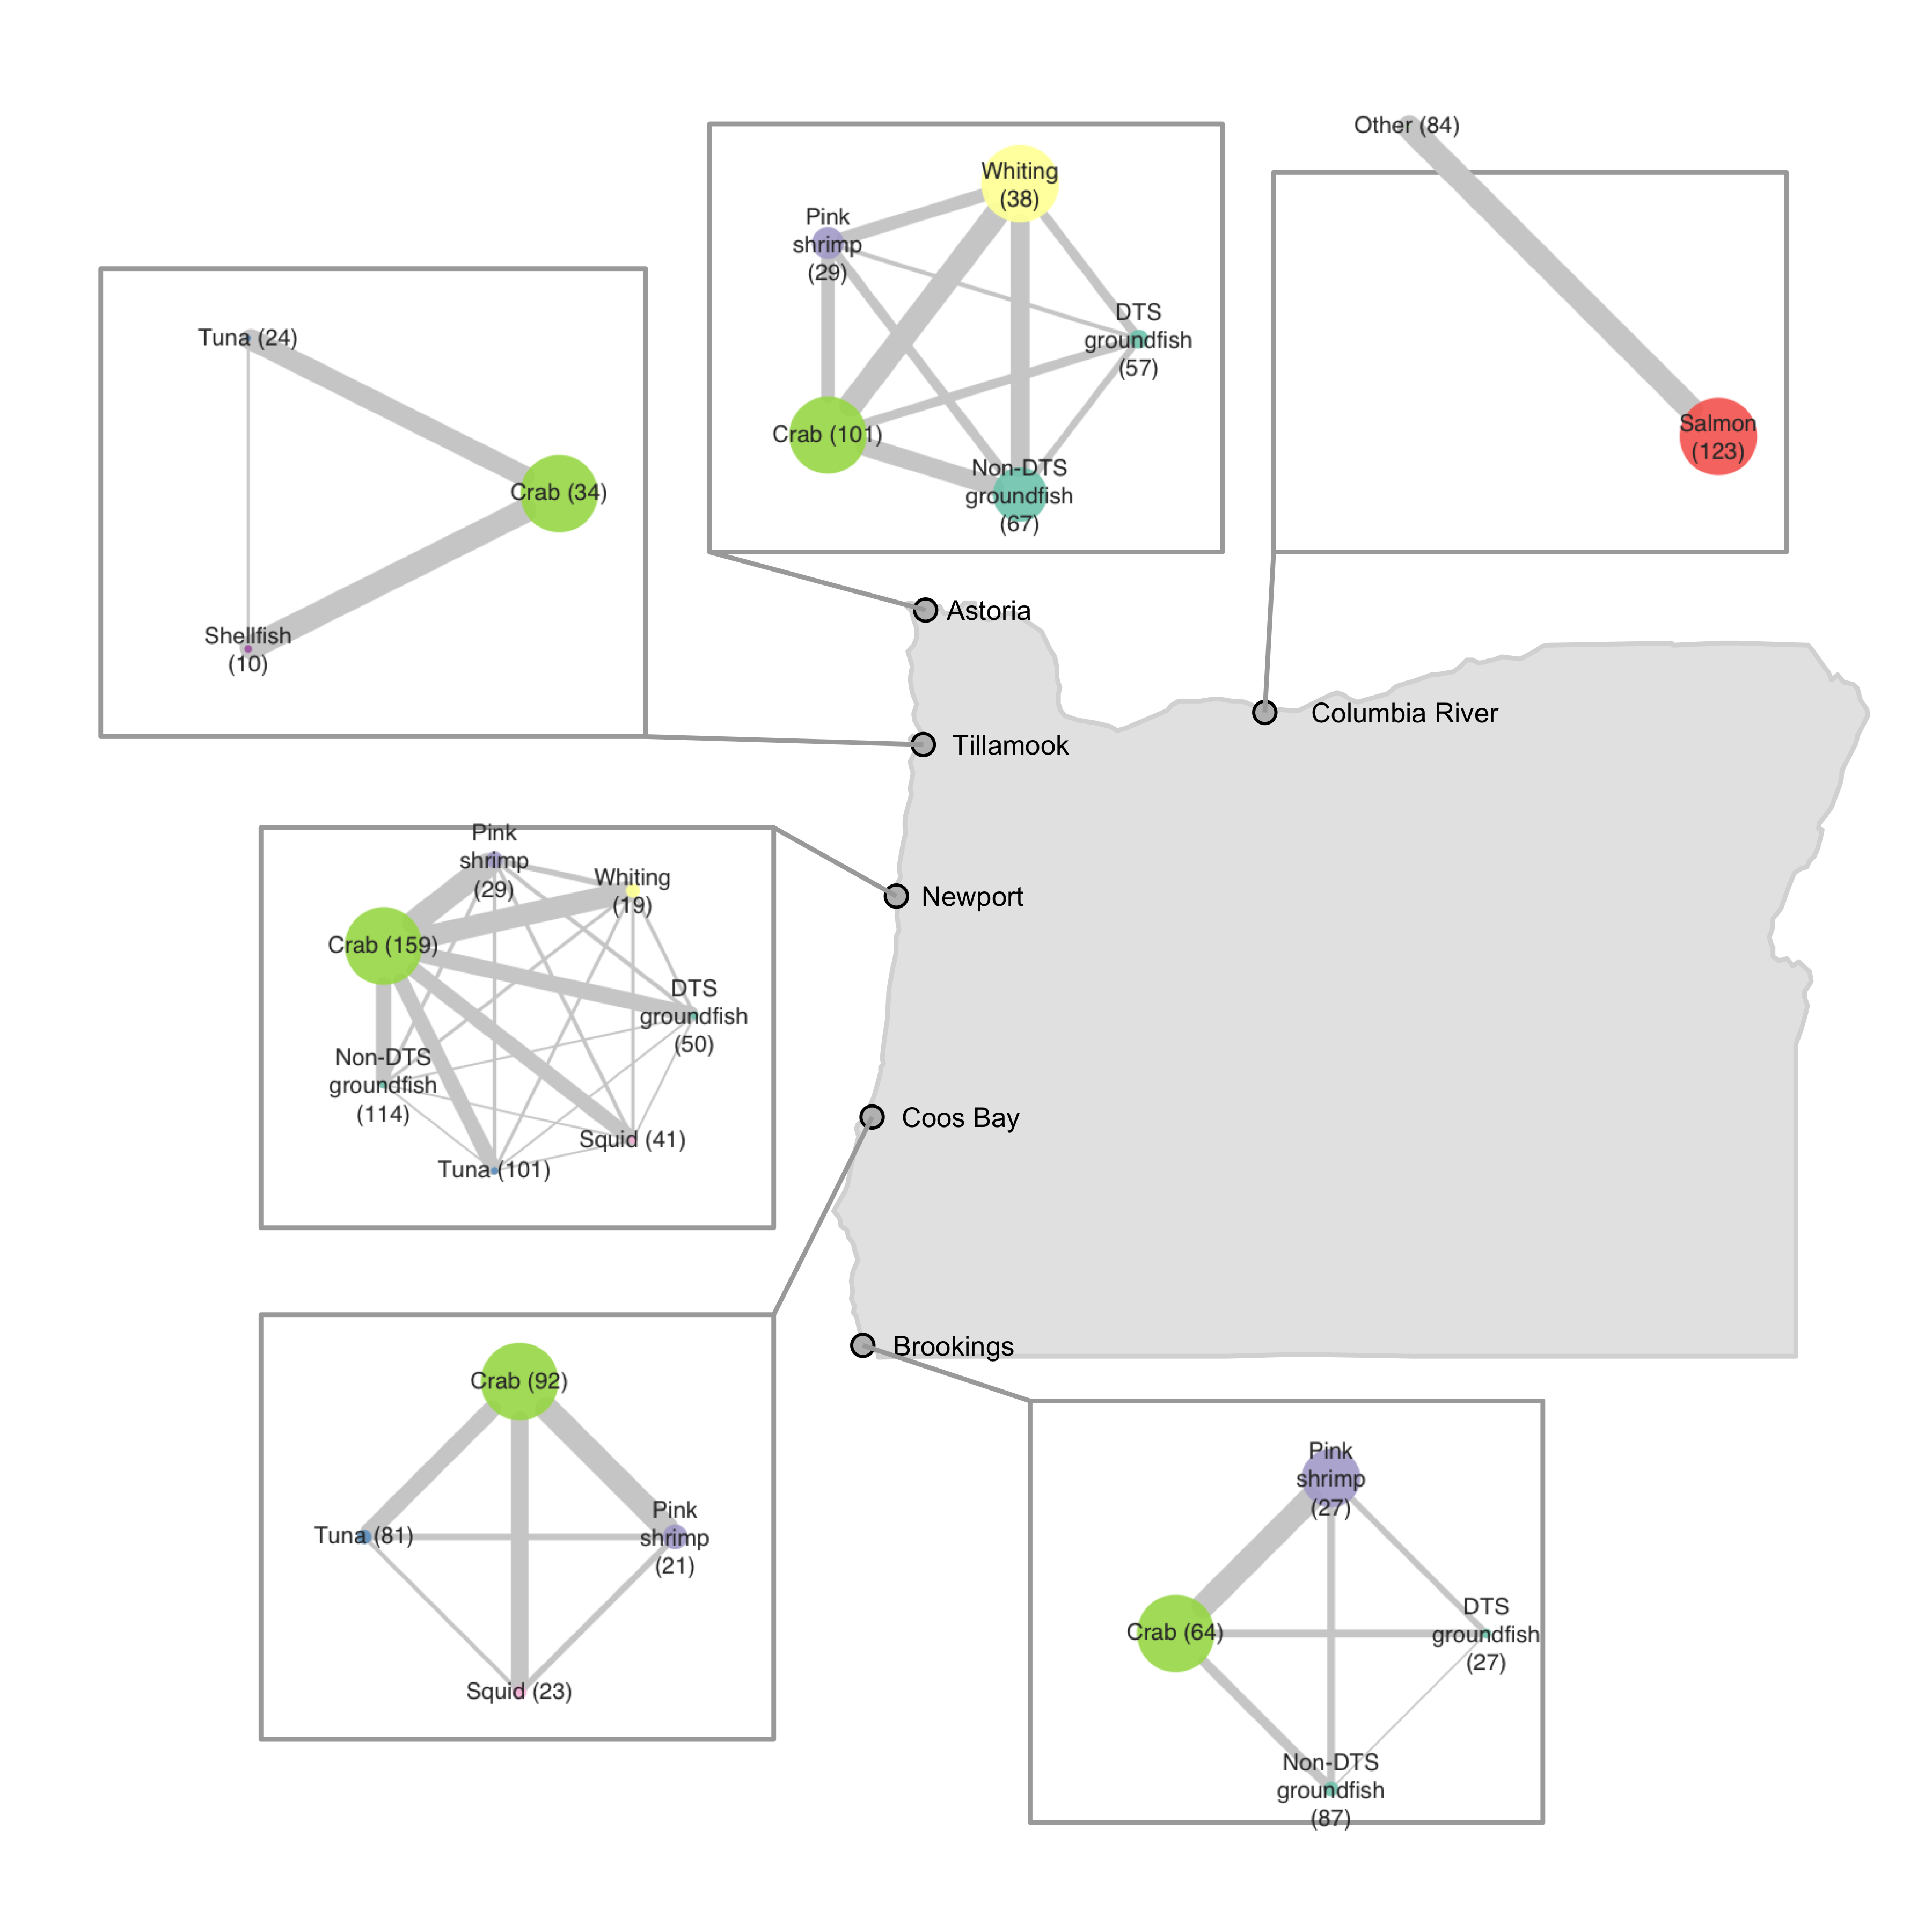 Other (84)
Salmon
(123)
Whiting
(38)
Pink
shrimp
(29)
DTS
groundfish
(57)
Crab (101)
Non-DTS
groundfish
(67)
Tuna (24)
Crab (34)
Shellfish
(10)
Astoria
Columbia River
Tillamook
Newport
Coos Bay
Brookings
Pink
shrimp
(29)
Whiting
(19)
Crab (159)
DTS
groundfish
(50)
Non-DTS
groundfish
(114)
Squid (41)
Tuna (101)
Crab (92)
Tuna (81)
Pink
shrimp
(21)
Squid (23)
Pink
shrimp
(27)
Crab (64)
DTS
groundfish
(27)
Non-DTS
groundfish
(87)